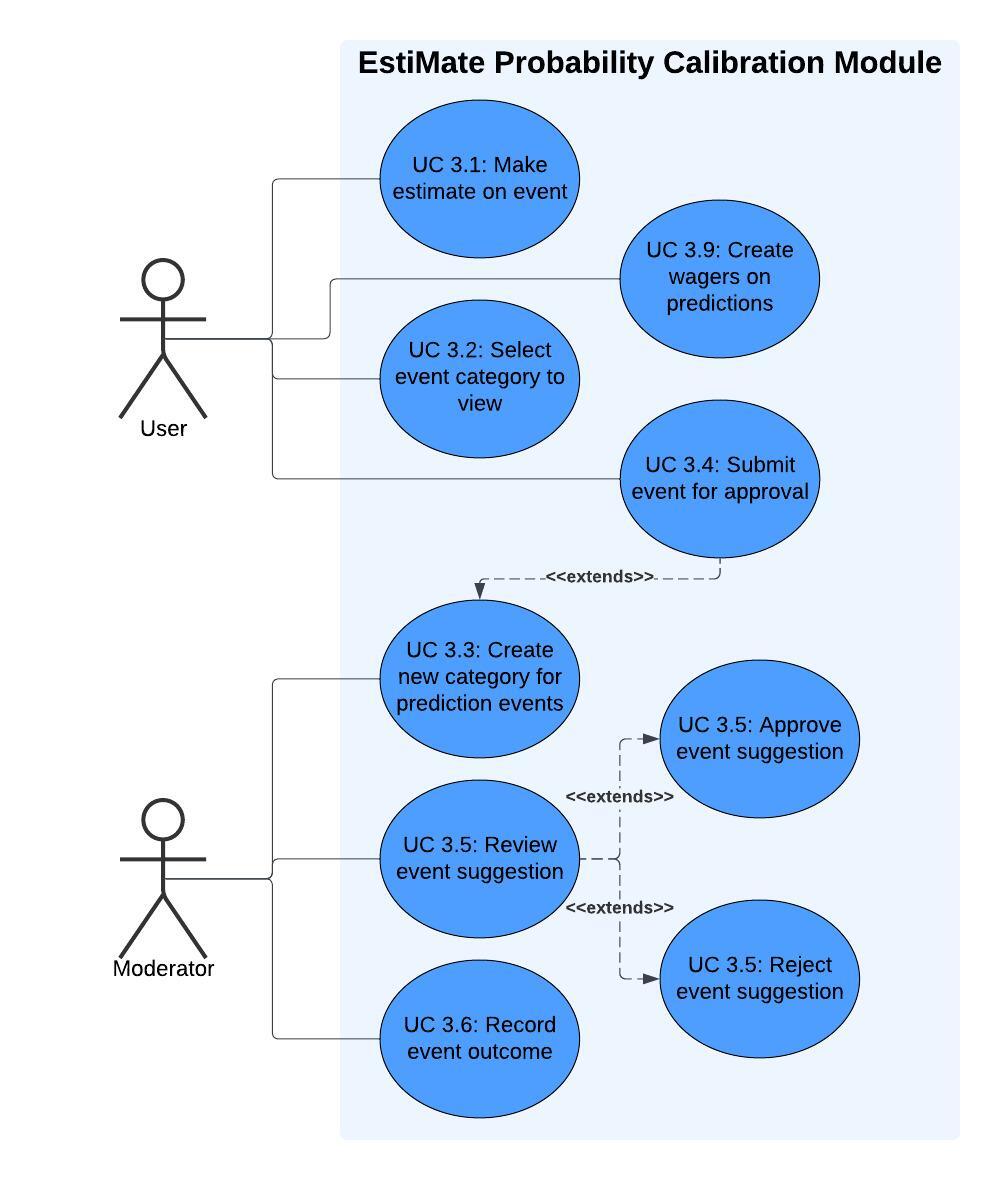 EstiMate Probability Calibration Module
UC 3.1: Make
estimate on event
UC 3.9: Create
wagers on
predictions
UC 3.2: Select
event category to
view
User
UC 3.4: Submit
event for approval
<<extends>>
UC 3.3: Create
new category for
prediction events
UC 3.5: Approve
event suggestion
<<extends>>
UC 3.5: Review
event suggestion
<<extends>>
Moderator
UC 3.5: Reject
event suggestion
UC 3.6: Record
event outcome